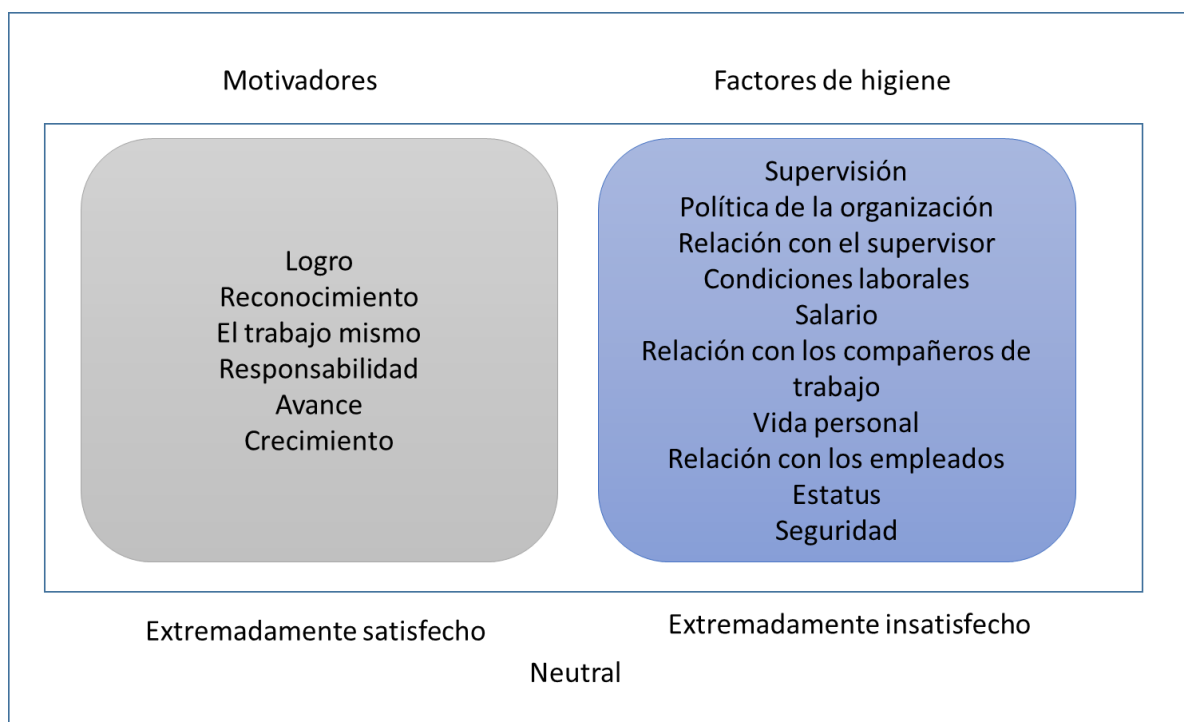 Motivadores
Factores de higiene
Logro
Reconocimiento
El trabajo mismo
Responsabilidad
Avance
Crecimiento
Supervisión
Política de la organización
Relación con el supervisor
Condiciones laborales
Salario
Relación con los compañeros de
trabajo
Vida personal
Relación con los empleados
Estatus
Seguridad
Extremadamente satisfecho
Extremadamente insatisfecho
Neutral